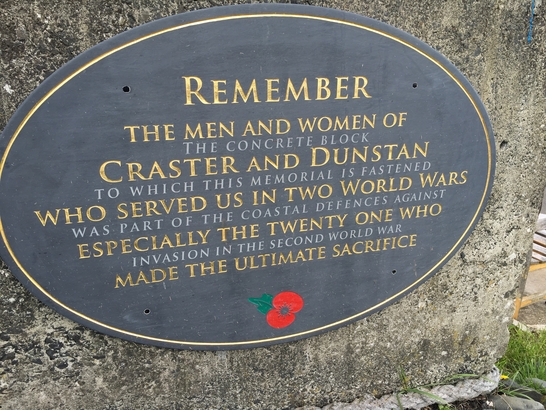 REMEMBER
THE MEN AND WOMEN OF
THE CONCRETE BLOCK
CRASTER AND DUNSTAN
TO WHICH THIS MEMORIAL IS FASTENED
WHO SERVED US IN TWO WORLD WARS
WAS PART OF THE COASTAL DEFENCES AGAINST
ESPECIALLY THE TWENTY ONE WHO
INVASION IN THE SECOND WORLD WAR
MADE THE ULTIMATE SACRIFICE